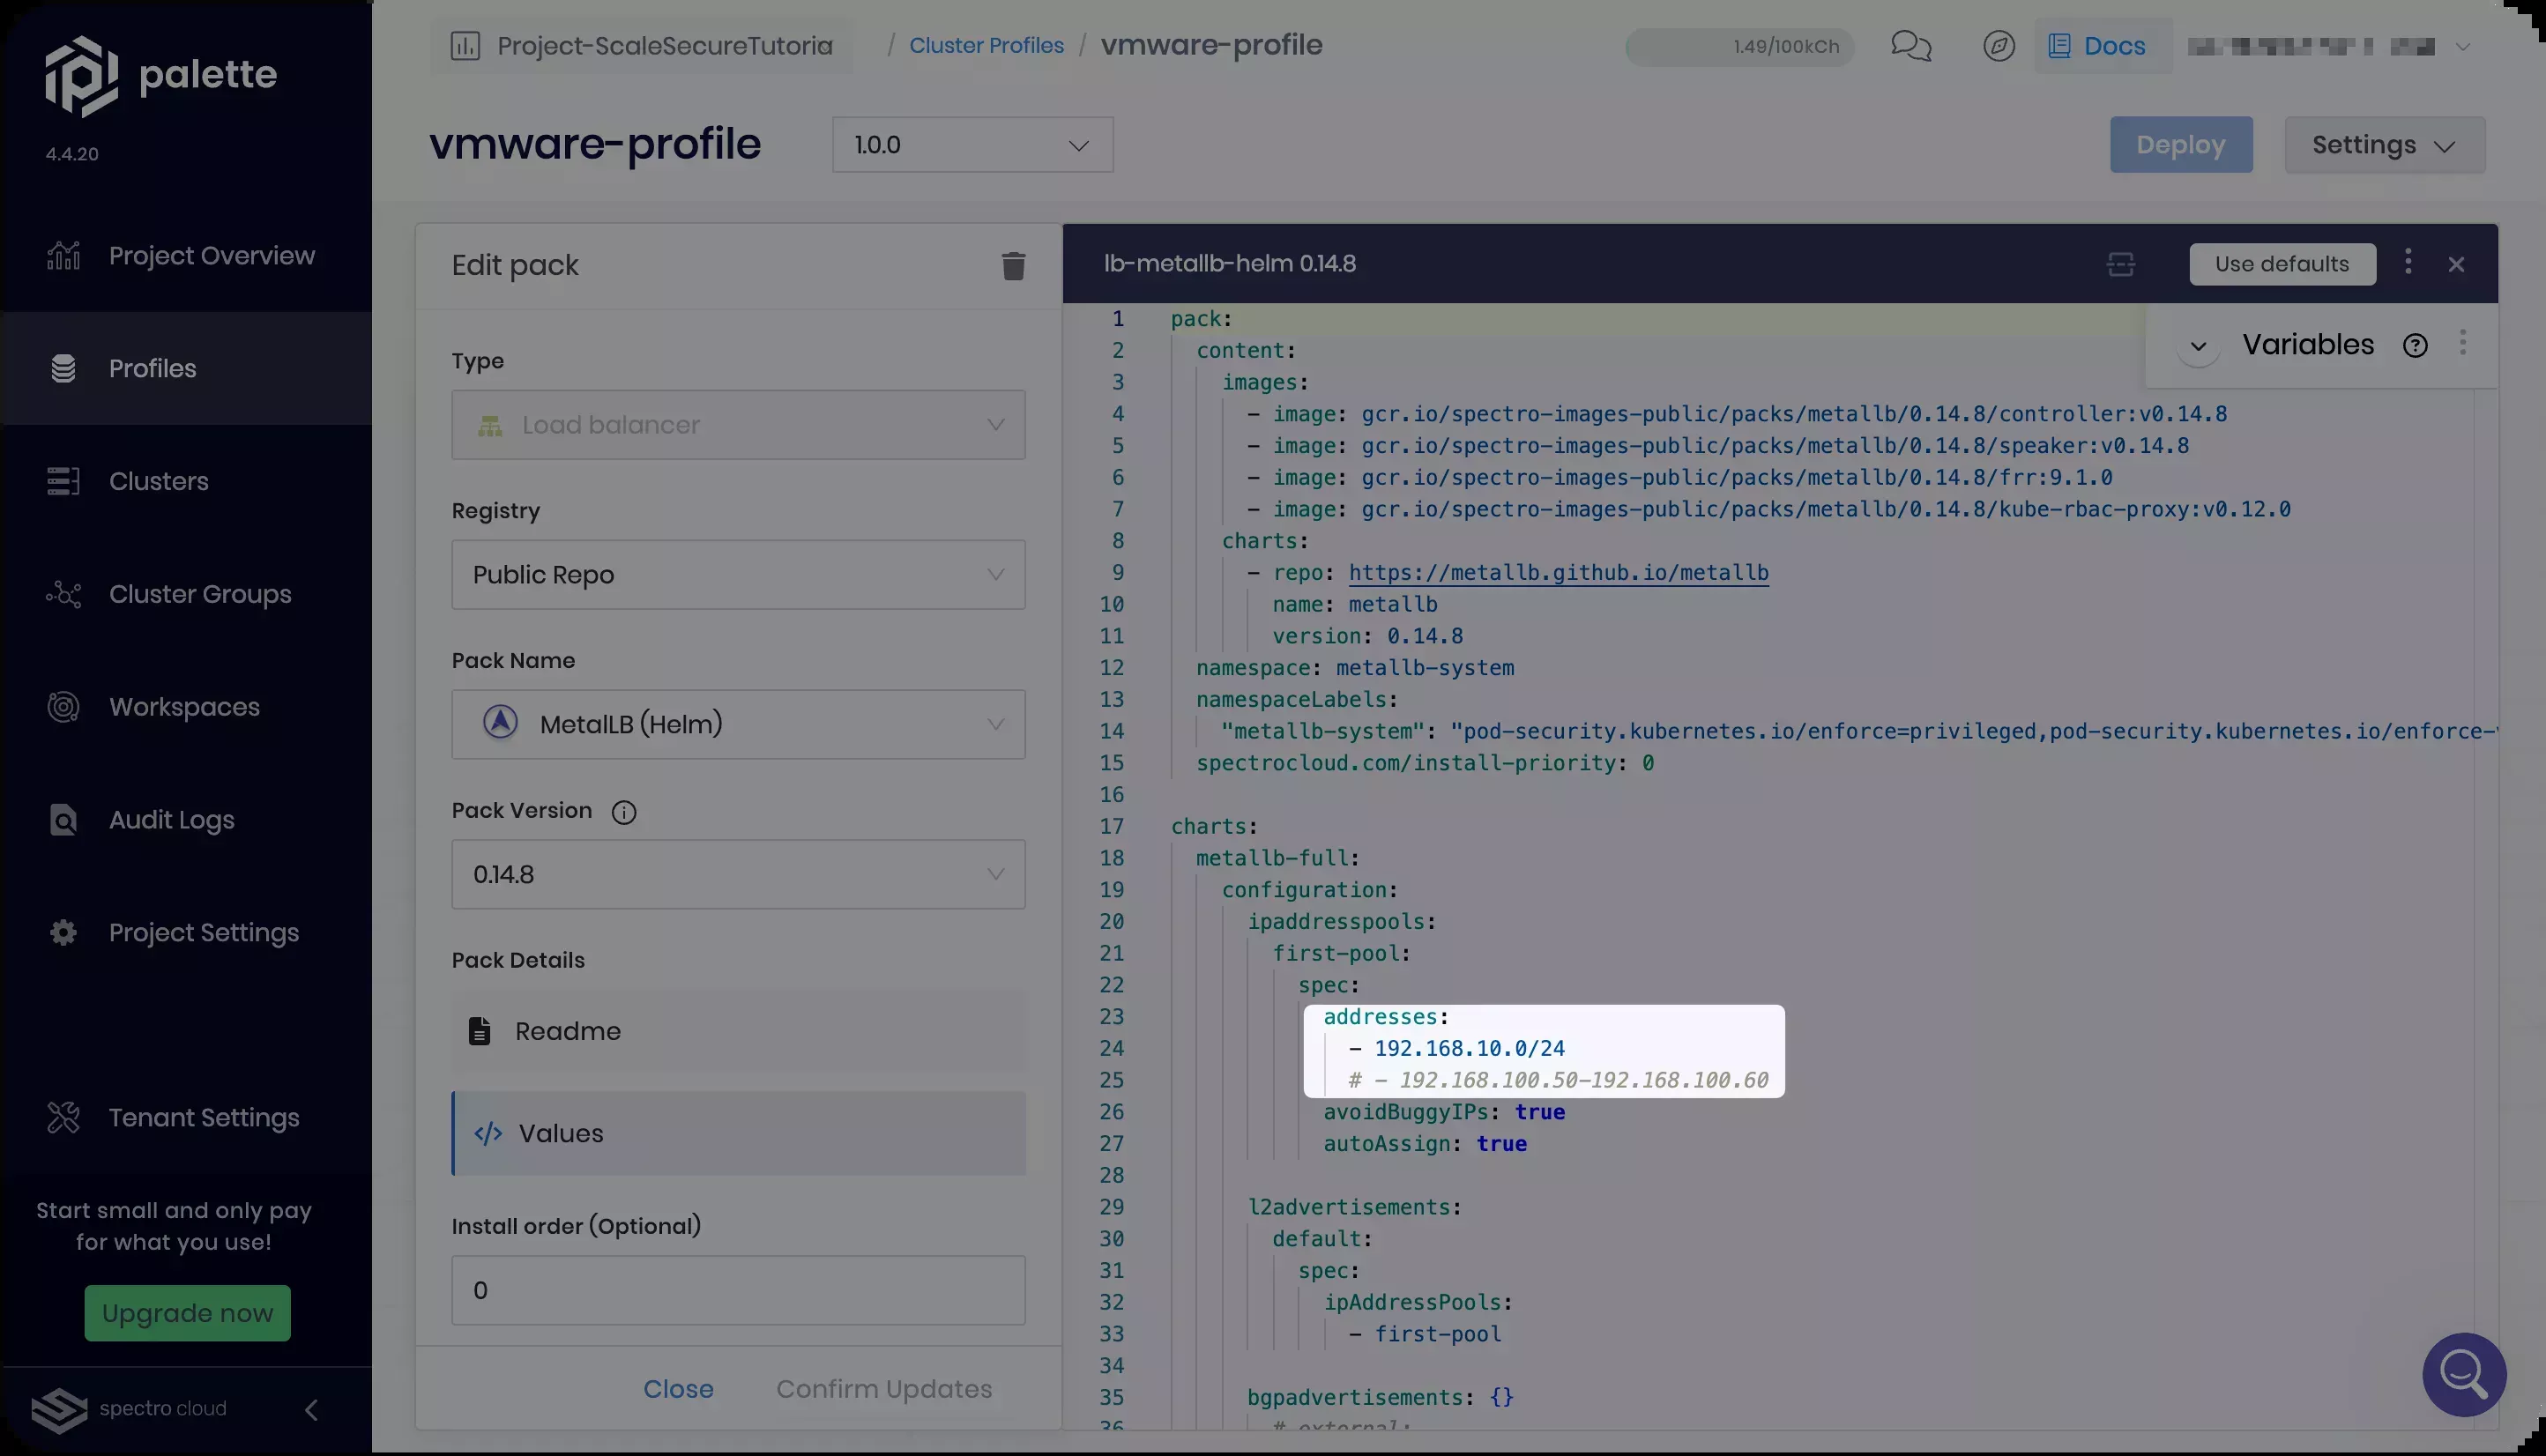 palette
4.4.20
Project Overview
Profiles
Clusters
Cluster Groups
Workspaces
Audit Logs
Project Settings
Tenant Settings
Start small and only pay
for what you use!
Upgrade now
spectro cloud
Project-ScaleSecureTutoria / Cluster Profiles / vmware-profile
1.49/100kCh
Docs
vmware-profile
1.0.0
Deploy
Settings
Edit pack
Type
Load balancer
Registry
Public Repo
Pack Name
MetalLB (Helm)
Pack Version
0.14.8
Pack Details
Readme
Values
Install order (Optional)
0
Close
Confirm Updates
lb-metallb-helm 0.14.8
Use defaults
Variables
1 pack:
2 content:
3 images:
4 - image: gcr.io/spectro-images-public/packs/metallb/0.14.8/controller:v0.14.8
5 - image: gcr.io/spectro-images-public/packs/metallb/0.14.8/speaker:v0.14.8
6 - image: gcr.io/spectro-images-public/packs/metallb/0.14.8/frr:9.1.0
7 - image: gcr.io/spectro-images-public/packs/metallb/0.14.8/kube-rbac-proxy:v0.12.0
8 charts:
9 - repo: https://metallb.github.io/metallb
10 name: metallb
11 version: 0.14.8
12 namespace: metallb-system
13 namespaceLabels:
14 "metallb-system": "pod-security.kubernetes.io/enforce=privileged,pod-security.kubernetes.io/enforce-
15 spectrocloud.com/install-priority: 0
16
17 charts:
18 metallb-full:
19 configuration:
20 ipaddresspools:
21 first-pool:
22 spec:
23 addresses:
24 - 192.168.10.0/24
25 # - 192.168.100.50-192.168.100.60
26 avoidBuggyIPs: true
27 autoAssign: true
28
29 l2advertisements:
30 default:
31 spec:
32 ipAddressPools:
33 - first-pool
34
35 bgpadvertisements: {}
36 # external: